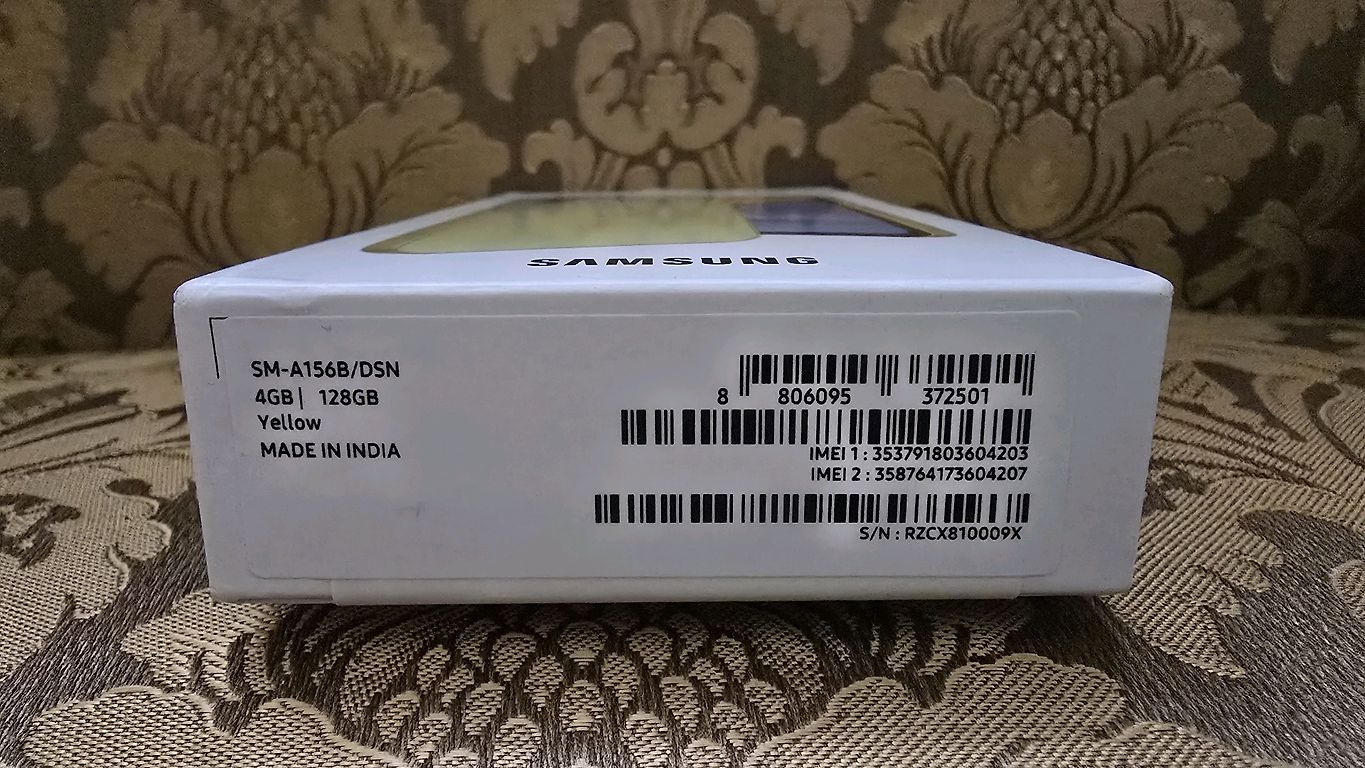 SAMSUNG
SM-A156B/DSN
4GB| 128GB
Yellow
MADE IN INDIA
8 806095 372501
IMEI 1 : 353791803604203
IMEI 2 : 358764173604207
S/N : RZCX810009X